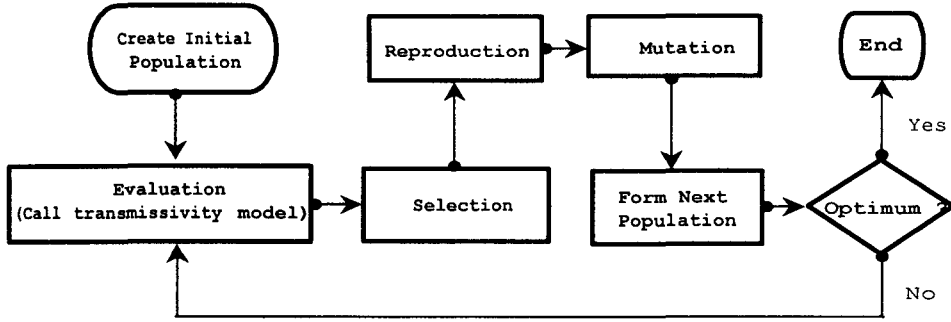 Create Initial
Population
Evaluation
(Call transmissivity model)
Selection
Reproduction
Mutation
Form Next
Population
Optimum ?
Yes
End
No